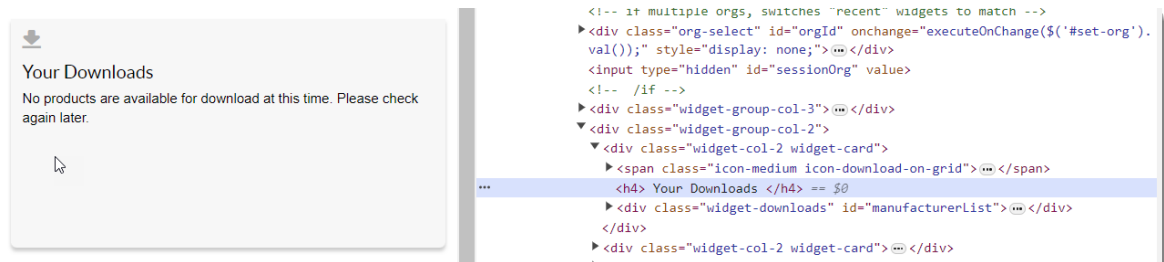 Your Downloads
No products are available for download at this time. Please check
again later.
<!-- if multiple orgs, switches "recent" widgets to match -->
<div class="org-select" id="orgId" onchange="executeOnChange($('#set-org').
val());" style="display: none;">…</div>
<input type="hidden" id="sessionOrg" value>
<!--  /if -->
<div class="widget-group-col-3">…</div>
<div class="widget-group-col-2">
<div class="widget-col-2 widget-card">
<span class="icon-medium icon-download-on-grid">…</span>
… <h4> Your Downloads </h4> == $0
<div class="widget-downloads" id="manufacturerList">…</div>
</div>
<div class="widget-col-2 widget-card">…</div>